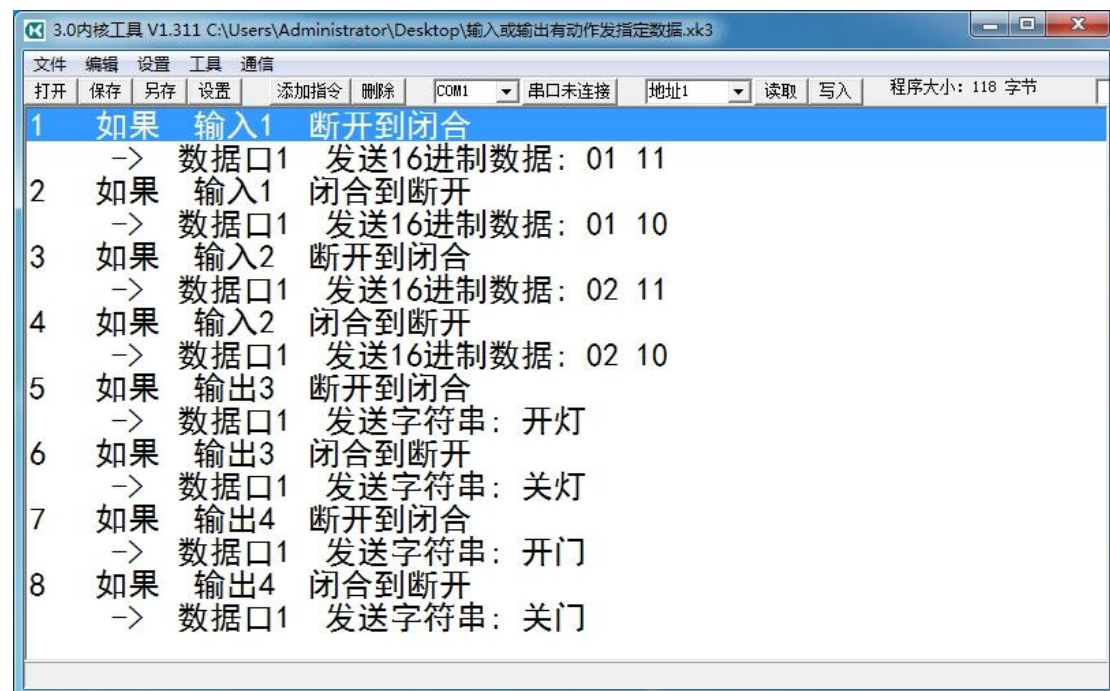 3.0内核工具 V1.311 C:\Users\Administrator\Desktop\输入或输出有动作发指定数据.xk3
文件 编辑 设置 工具 通信
打开 保存 另存 设置 添加指令 删除 COM1 串口未连接 地址1 读取 写入 程序大小: 118 字节
1 如果 输入1 断开到闭合
-> 数据口1 发送16进制数据: 01 11
2 如果 输入1 闭合到断开
-> 数据口1 发送16进制数据: 01 10
3 如果 输入2 断开到闭合
-> 数据口1 发送16进制数据: 02 11
4 如果 输入2 闭合到断开
-> 数据口1 发送16进制数据: 02 10
5 如果 输出3 断开到闭合
-> 数据口1 发送字符串: 开灯
6 如果 输出3 闭合到断开
-> 数据口1 发送字符串: 关灯
7 如果 输出4 断开到闭合
-> 数据口1 发送字符串: 开门
8 如果 输出4 闭合到断开
-> 数据口1 发送字符串: 关门